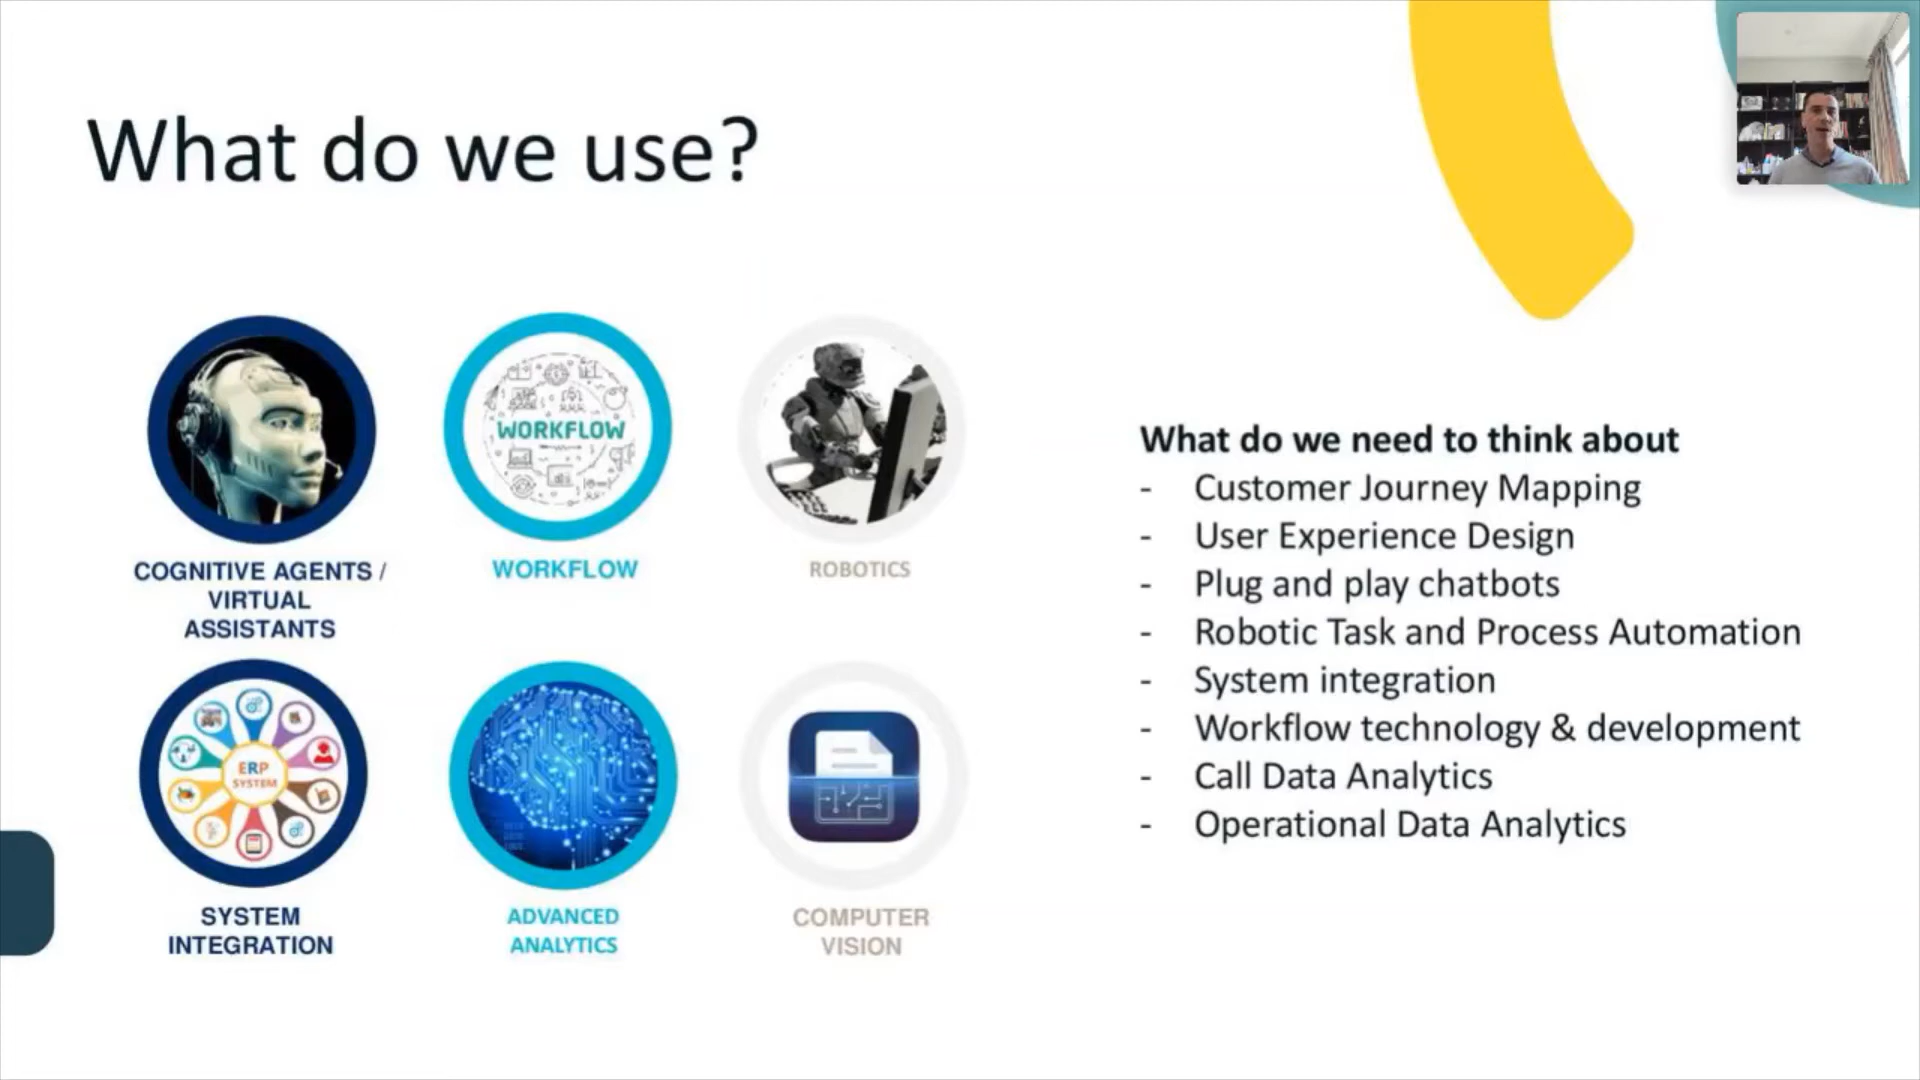 What do we use?
WORKFLOW
COGNITIVE AGENTS /
VIRTUAL
ASSISTANTS
WORKFLOW
ROBOTICS
ERP
SYSTEM
SYSTEM
INTEGRATION
ADVANCED
ANALYTICS
COMPUTER
VISION
What do we need to think about
- Customer Journey Mapping
- User Experience Design
- Plug and play chatbots
- Robotic Task and Process Automation
- System integration
- Workflow technology & development
- Call Data Analytics
- Operational Data Analytics